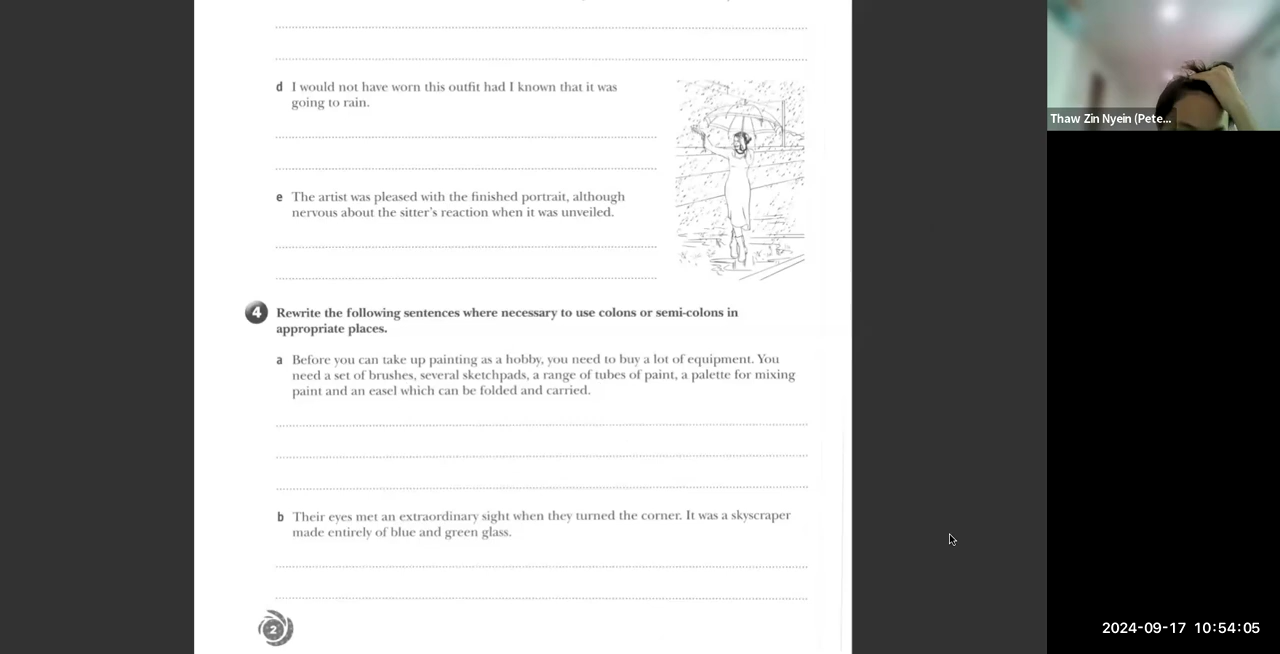 d I would not have worn this outfit had I known that it was
going to rain.
e The artist was pleased with the finished portrait, although
nervous about the sitter's reaction when it was unveiled.
4 Rewrite the following sentences where necessary to use colons or semi-colons in
appropriate places.
a Before you can take up painting as a hobby, you need to buy a lot of equipment. You
need a set of brushes, several sketchpads, a range of tubes of paint, a palette for mixing
paint and an easel which can be folded and carried.
b Their eyes met an extraordinary sight when they turned the corner. It was a skyscraper
made entirely of blue and green glass.
2
Thaw Zin Nyein (Pete...
2024-09-17 10:54:05